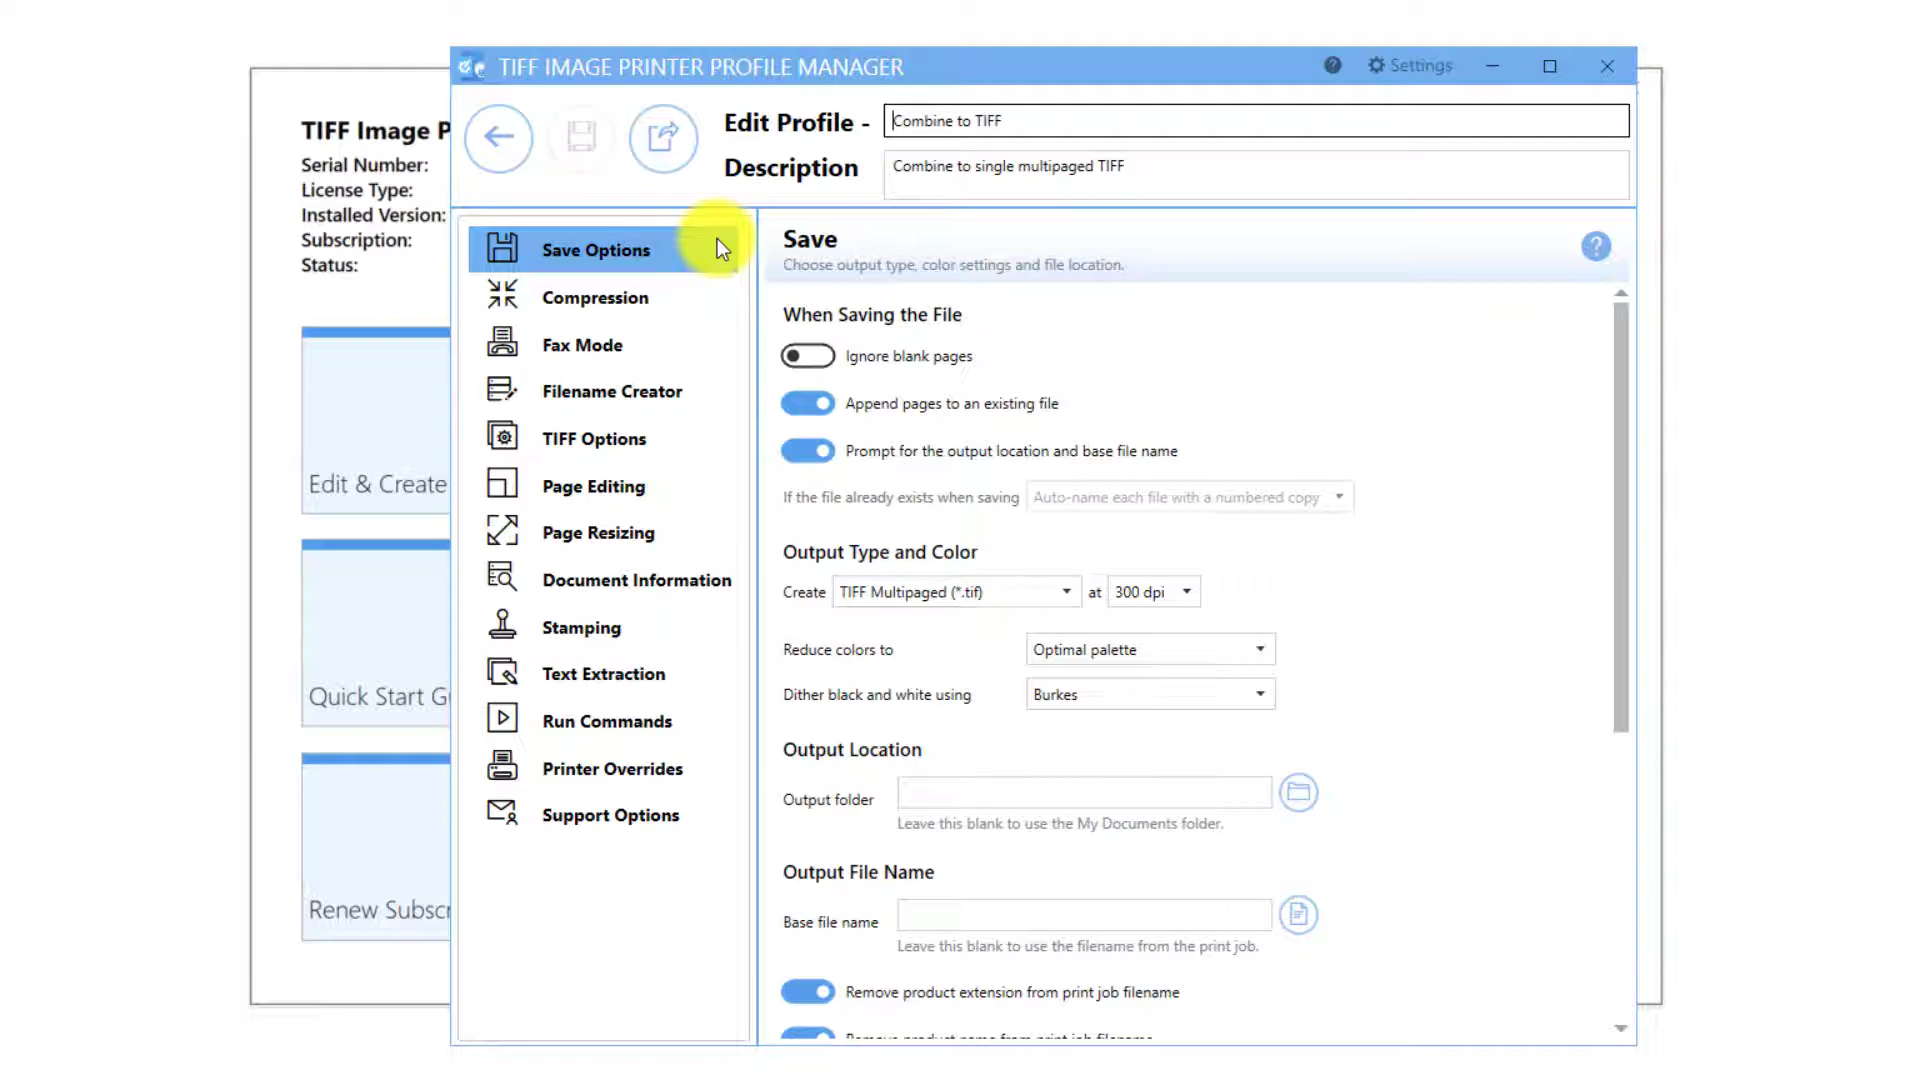 TIFF IMAGE PRINTER PROFILE MANAGER
Settings
TIFF Image P
Serial Number:
License Type:
Installed Version:
Subscription:
Status:
Edit & Create
Quick Start G
Renew Subscr
Edit Profile - Combine to TIFF
Description Combine to single multipaged TIFF
Save Options
Compression
Fax Mode
Filename Creator
TIFF Options
Page Editing
Page Resizing
Document Information
Stamping
Text Extraction
Run Commands
Printer Overrides
Support Options
Save
Choose output type, color settings and file location.
When Saving the File
Ignore blank pages
Append pages to an existing file
Prompt for the output location and base file name
If the file already exists when saving Auto-name each file with a numbered copy
Output Type and Color
Create TIFF Multipaged (*.tif) at 300 dpi
Reduce colors to Optimal palette
Dither black and white using Burkes
Output Location
Output folder
Leave this blank to use the My Documents folder.
Output File Name
Base file name
Leave this blank to use the filename from the print job.
Remove product extension from print job filename
Remove product name from print job filename